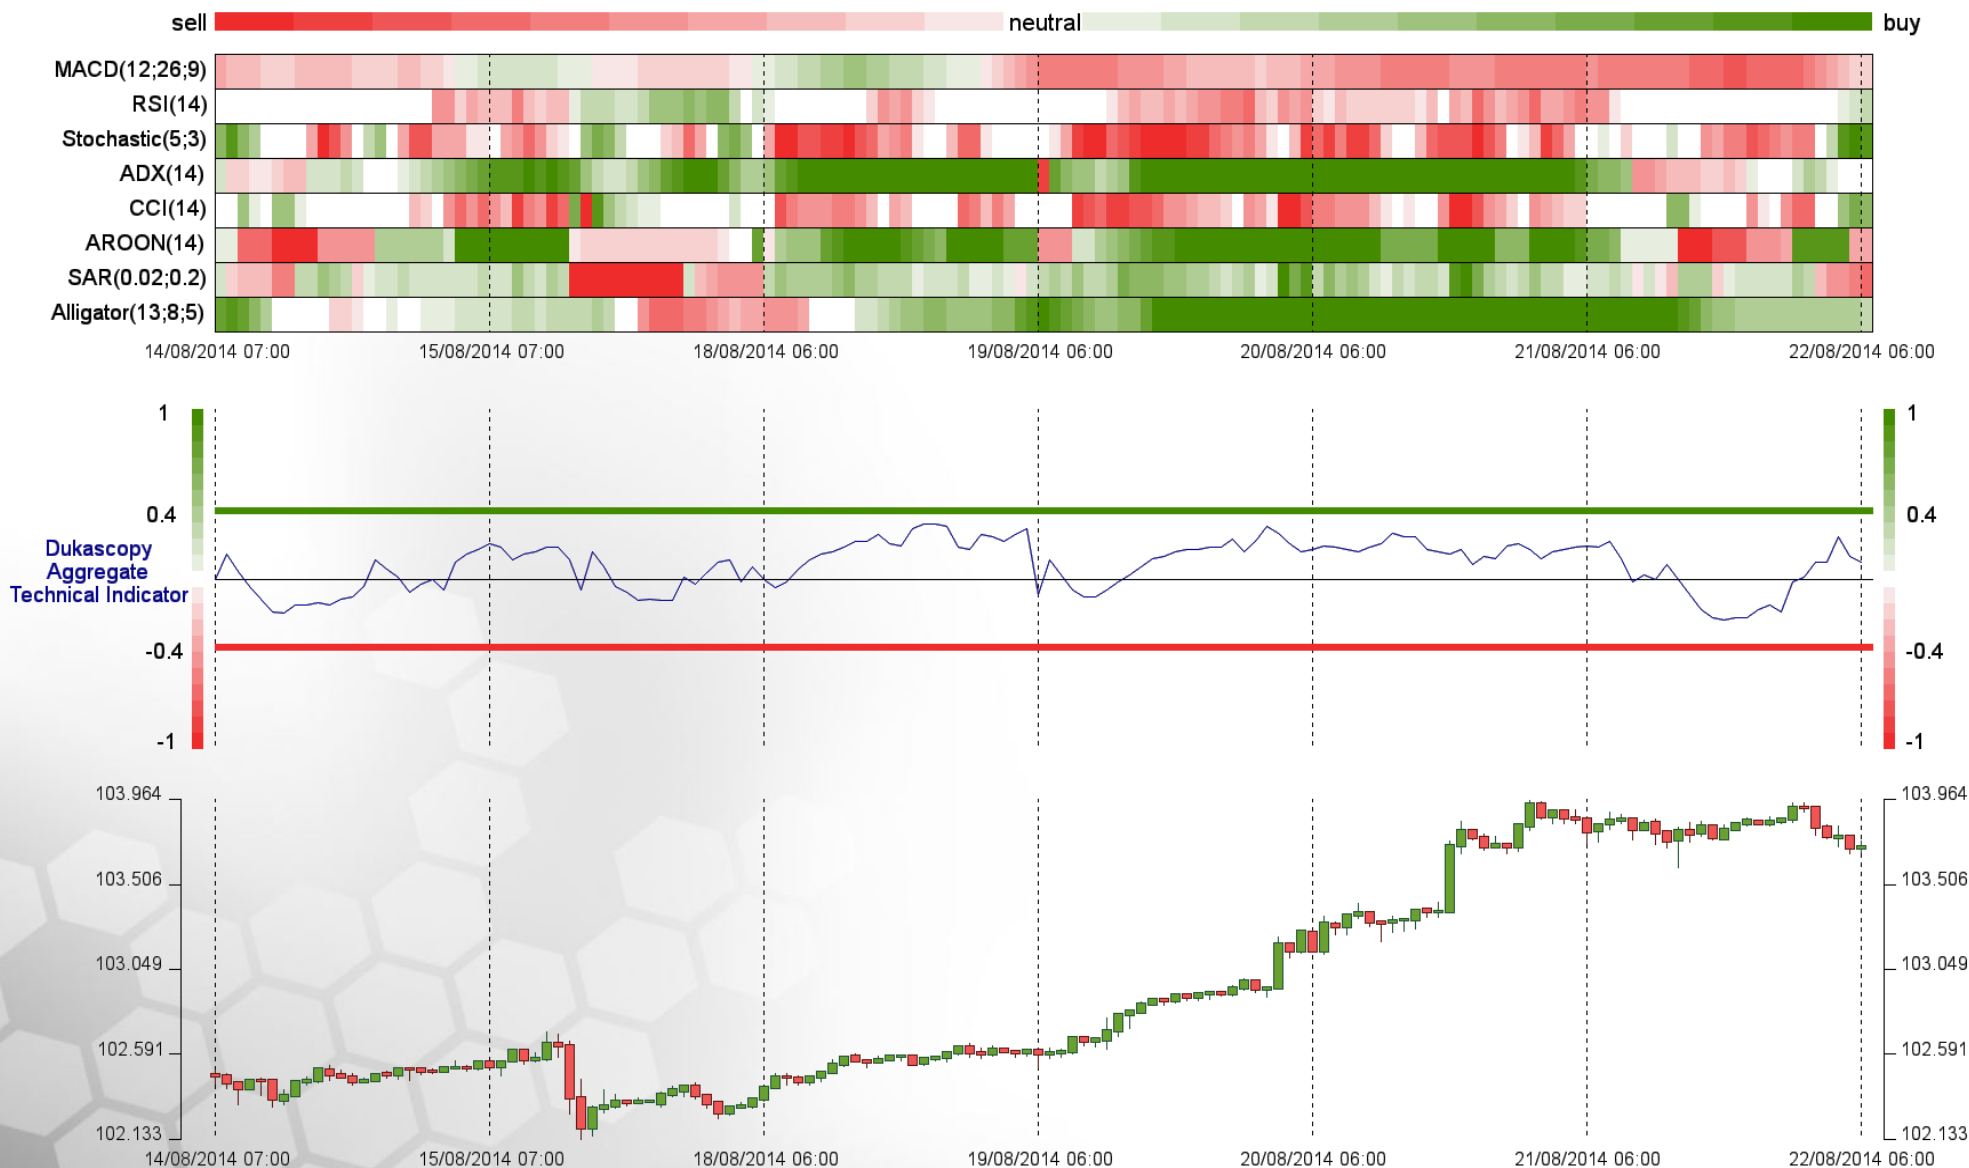 sell neutral buy
MACD(12;26;9)
RSI(14)
Stochastic(5;3)
ADX(14)
CCI(14)
AROON(14)
SAR(0.02;0.2)
Alligator(13;8;5)
14/08/2014 07:00 15/08/2014 07:00 18/08/2014 06:00 19/08/2014 06:00 20/08/2014 06:00 21/08/2014 06:00 22/08/2014 06:00
1 1
0.4 0.4
Dukascopy
Aggregate
Technical Indicator
-0.4 -0.4
-1 -1
103.964 103.964
103.506 103.506
103.049 103.049
102.591 102.591
102.133 102.133
14/08/2014 07:00 15/08/2014 07:00 18/08/2014 06:00 19/08/2014 06:00 20/08/2014 06:00 21/08/2014 06:00 22/08/2014 06:00